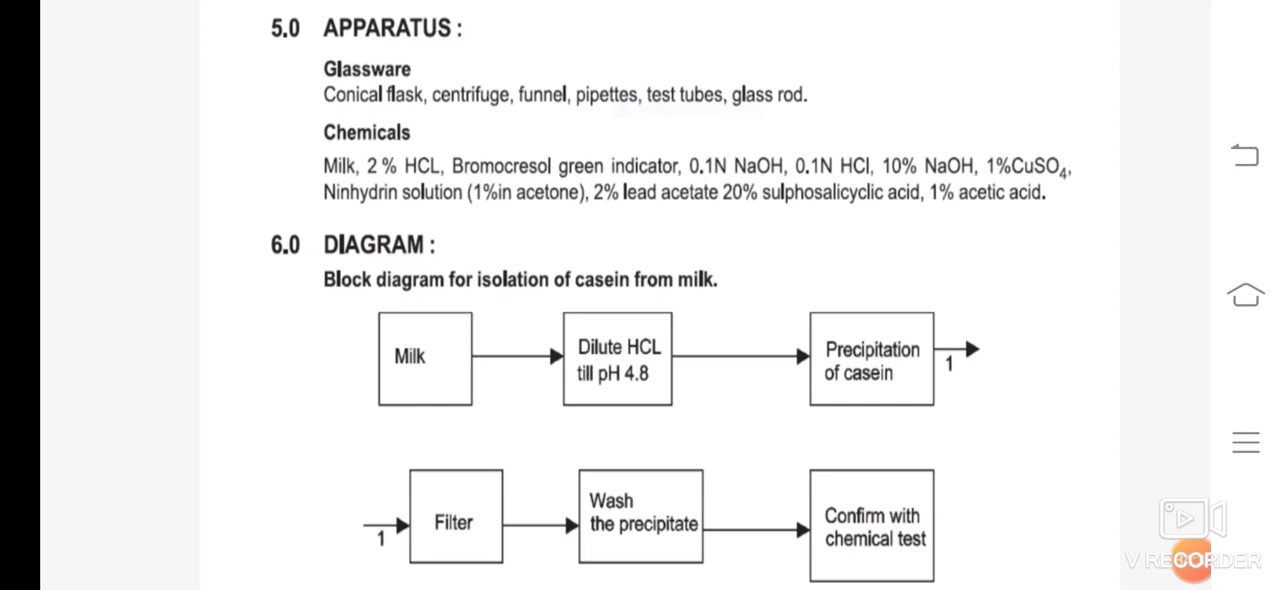 5.0 APPARATUS :
Glassware
Conical flask, centrifuge, funnel, pipettes, test tubes, glass rod.
Chemicals
Milk, 2 % HCL, Bromocresol green indicator, 0.1N NaOH, 0.1N HCl, 10% NaOH, 1%CuSO₄,
Ninhydrin solution (1%in acetone), 2% lead acetate 20% sulphosalicyclic acid, 1% acetic acid.
6.0 DIAGRAM :
Block diagram for isolation of casein from milk.
Milk
Dilute HCL
till pH 4.8
Precipitation
of casein
1
1
Filter
Wash
the precipitate
Confirm with
chemical test
V RECORDER